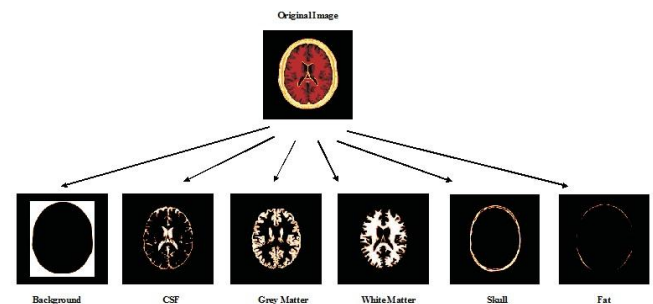 Original Image
Background
CSF
Grey Matter
White Matter
Skull
Fat